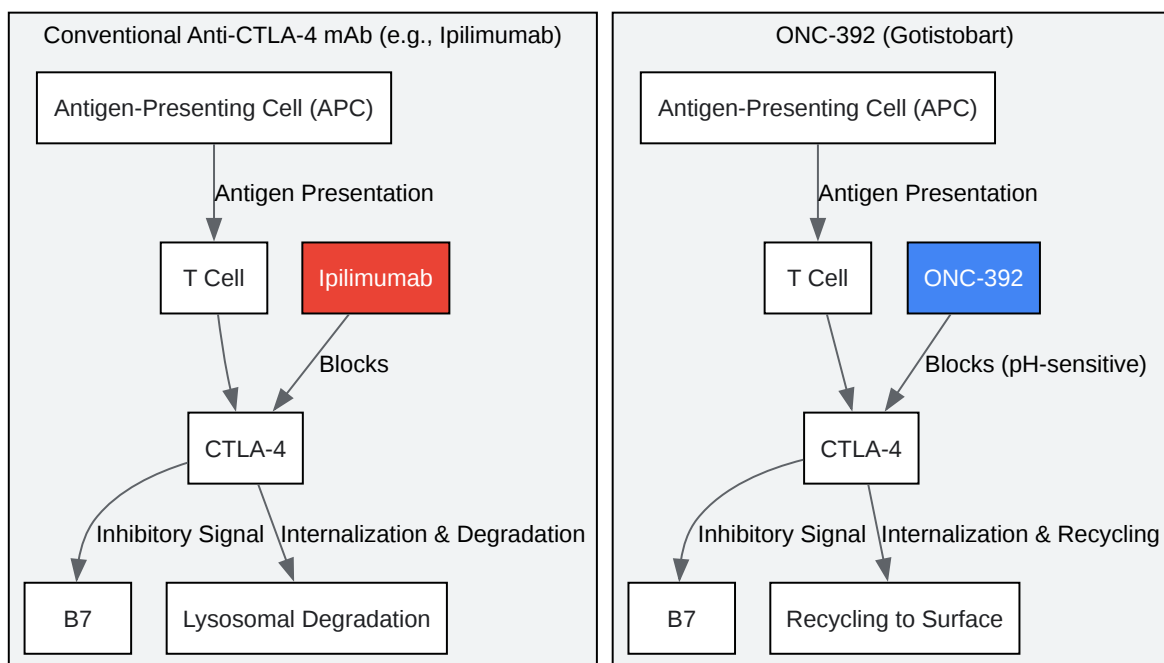 Conventional Anti-CTLA-4 mAb (e.g., Ipilimumab)
Antigen-Presenting Cell (APC)
Antigen Presentation
T Cell
Ipilimumab
Blocks
CTLA-4
Inhibitory Signal
Internalization & Degradation
B7
Lysosomal Degradation
ONC-392 (Gotistobart)
Antigen-Presenting Cell (APC)
Antigen Presentation
T Cell
ONC-392
Blocks (pH-sensitive)
CTLA-4
Inhibitory Signal
Internalization & Recycling
B7
Recycling to Surface